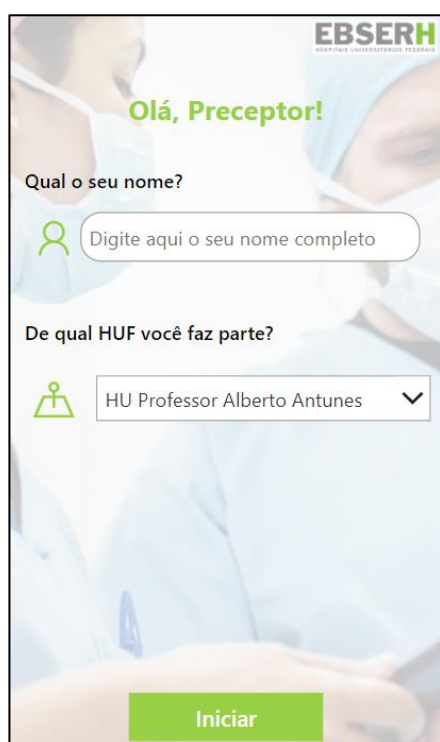 EBSERH
HOSPITAIS UNIVERSITÁRIOS FEDERAIS
Olá, Preceptor!
Qual o seu nome?
Digite aqui o seu nome completo
De qual HUF você faz parte?
HU Professor Alberto Antunes
Iniciar